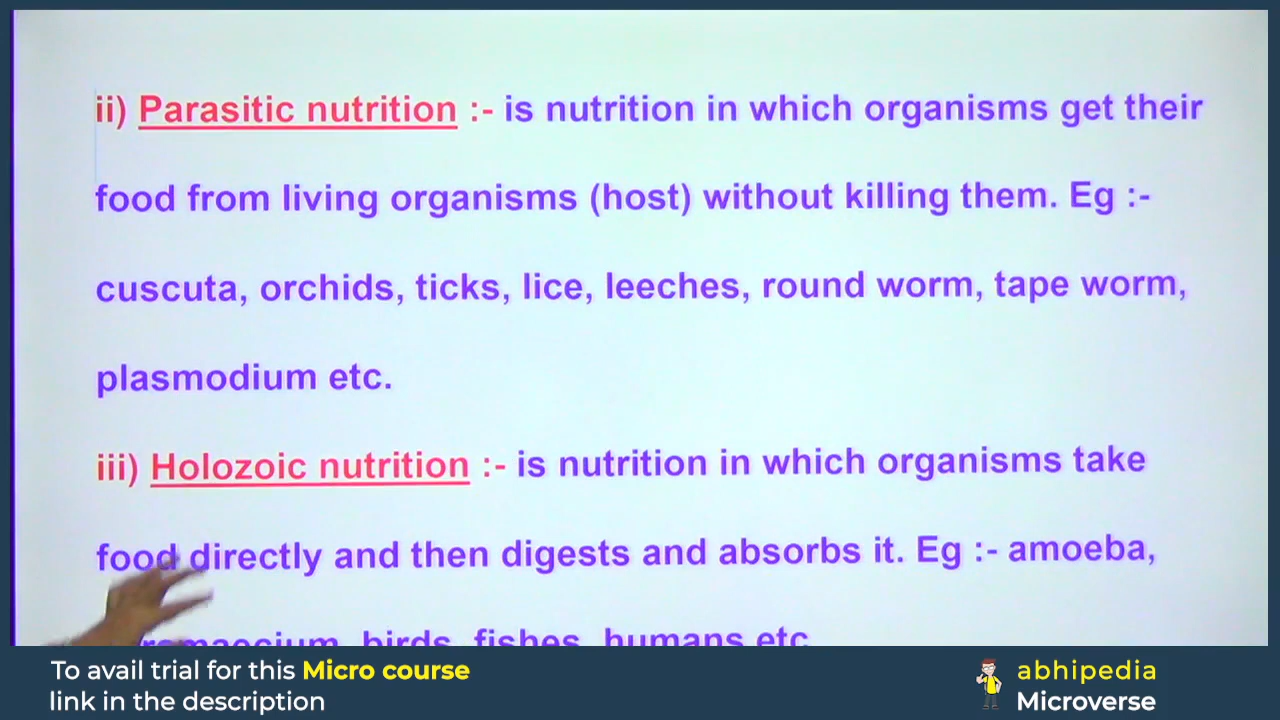 ii) Parasitic nutrition :- is nutrition in which organisms get their
food from living organisms (host) without killing them. Eg :-
cuscuta, orchids, ticks, lice, leeches, round worm, tape worm,
plasmodium etc.
iii) Holozoic nutrition :- is nutrition in which organisms take
food directly and then digests and absorbs it. Eg :- amoeba,
birds, fishes, humans etc
To avail trial for this Micro course
link in the description
abhipedia
Microverse